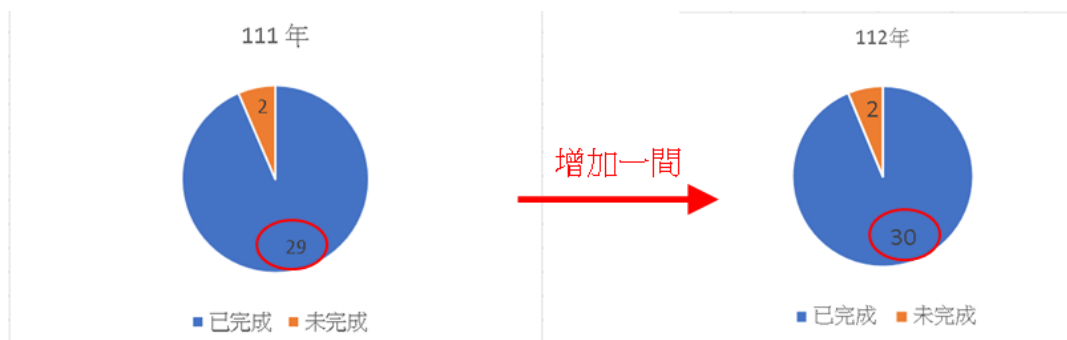 111 年
2
29
■ 已完成 ■ 未完成
增加一間
112年
2
30
■ 已完成 ■ 未完成